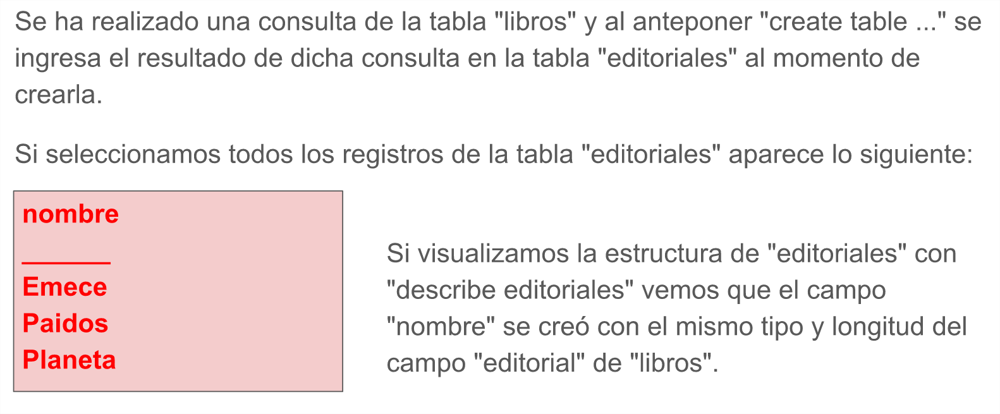 Se ha realizado una consulta de la tabla "libros" y al anteponer "create table ..." se
ingresa el resultado de dicha consulta en la tabla "editoriales" al momento de
crearla.
Si seleccionamos todos los registros de la tabla "editoriales" aparece lo siguiente:
nombre
______
Emece
Paidos
Planeta
Si visualizamos la estructura de "editoriales" con
"describe editoriales" vemos que el campo
"nombre" se creó con el mismo tipo y longitud del
campo "editorial" de "libros".